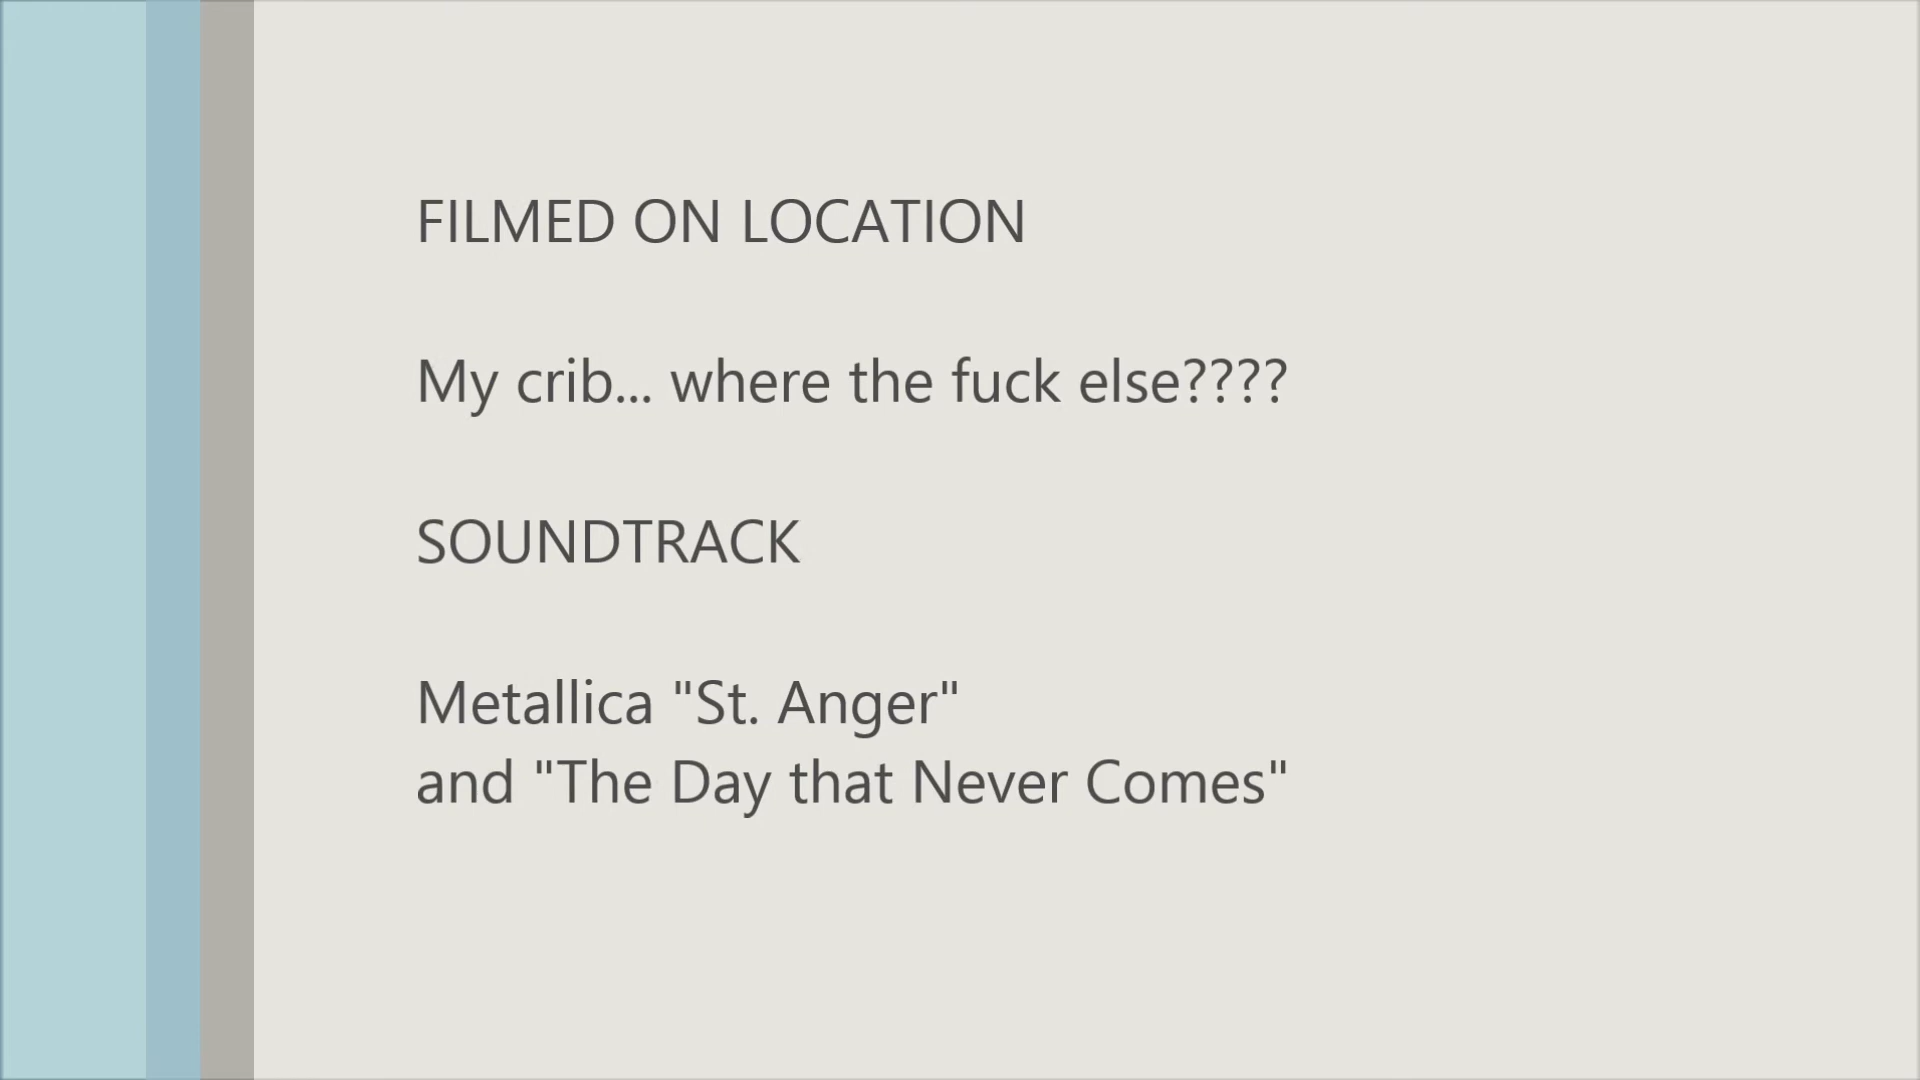 FILMED ON LOCATION
My crib... where the fuck else????
SOUNDTRACK
Metallica "St. Anger"
and "The Day that Never Comes"